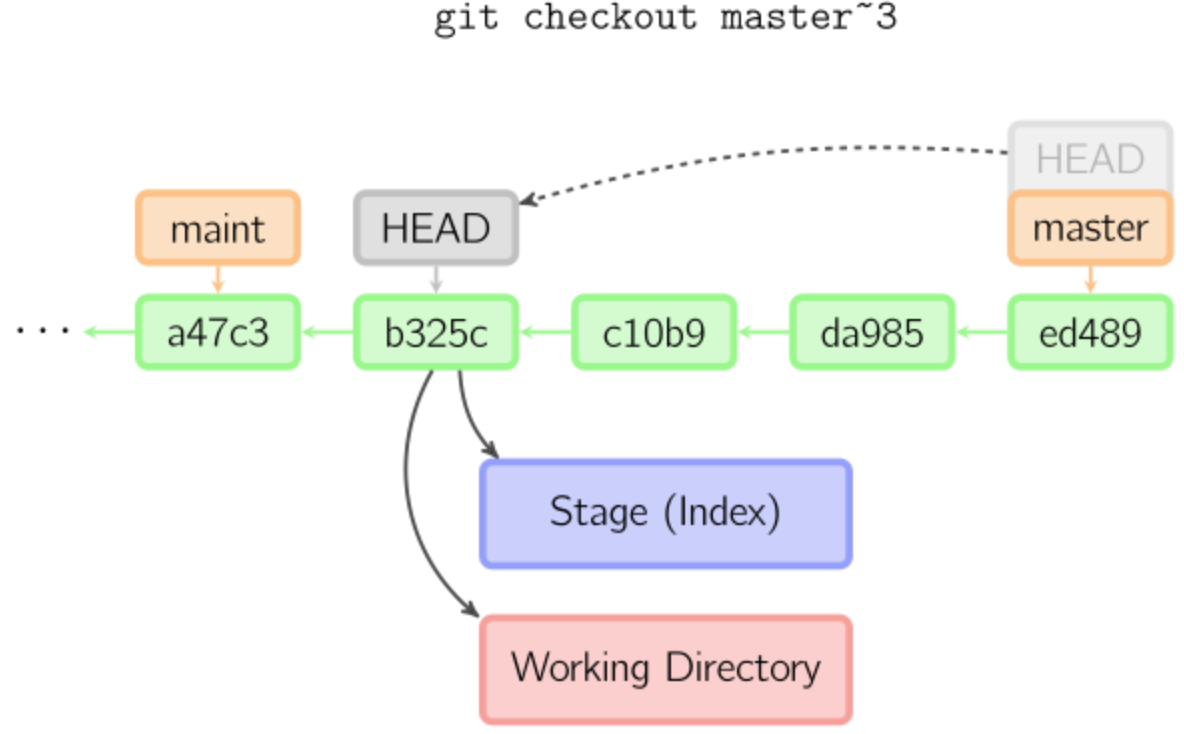 git checkout master~3
HEAD
maint
HEAD
master
...
a47c3
b325c
c10b9
da985
ed489
Stage (Index)
Working Directory